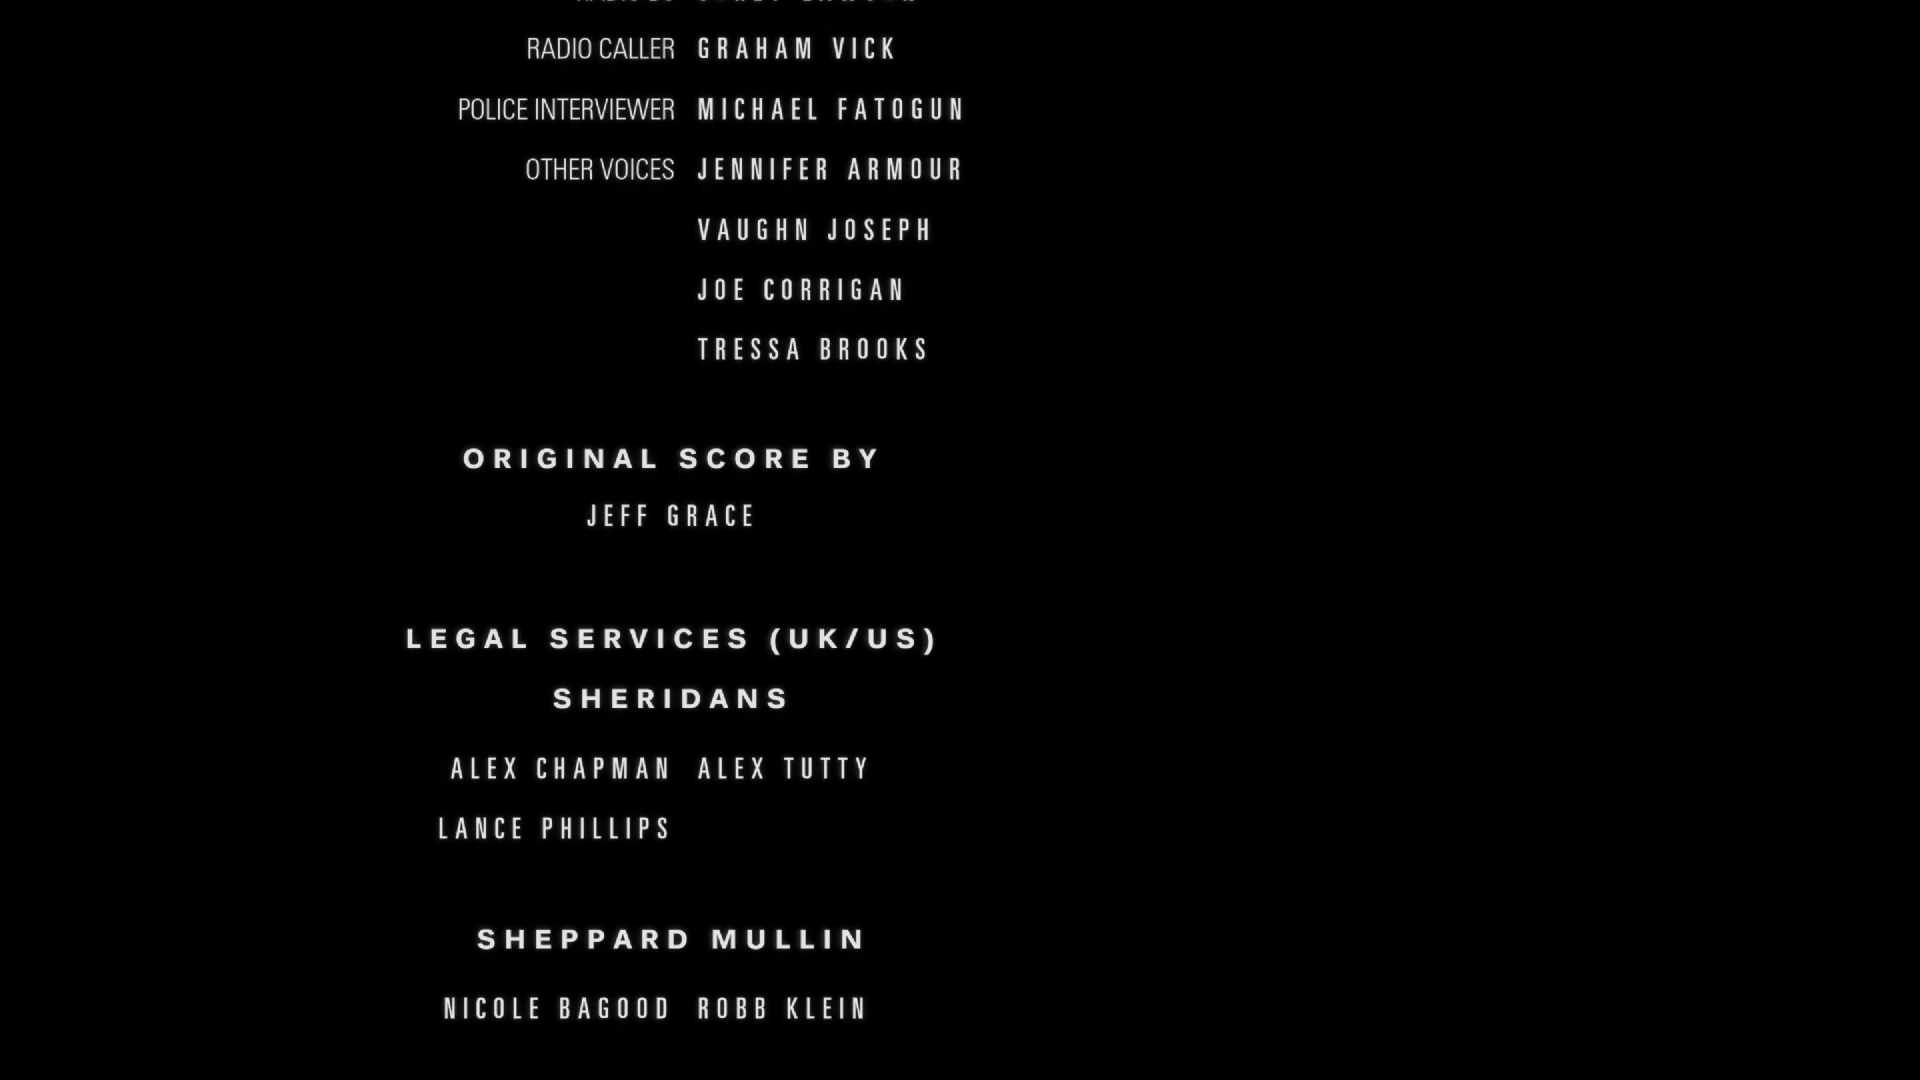 RADIO CALLER GRAHAM VICK
POLICE INTERVIEWER MICHAEL FATOGUN
OTHER VOICES JENNIFER ARMOUR
VAUGHN JOSEPH
JOE CORRIGAN
TRESSA BROOKS
ORIGINAL SCORE BY
JEFF GRACE
LEGAL SERVICES (UK/US)
SHERIDANS
ALEX CHAPMAN ALEX TUTTY
LANCE PHILLIPS
SHEPPARD MULLIN
NICOLE BAGOOD ROBB KLEIN